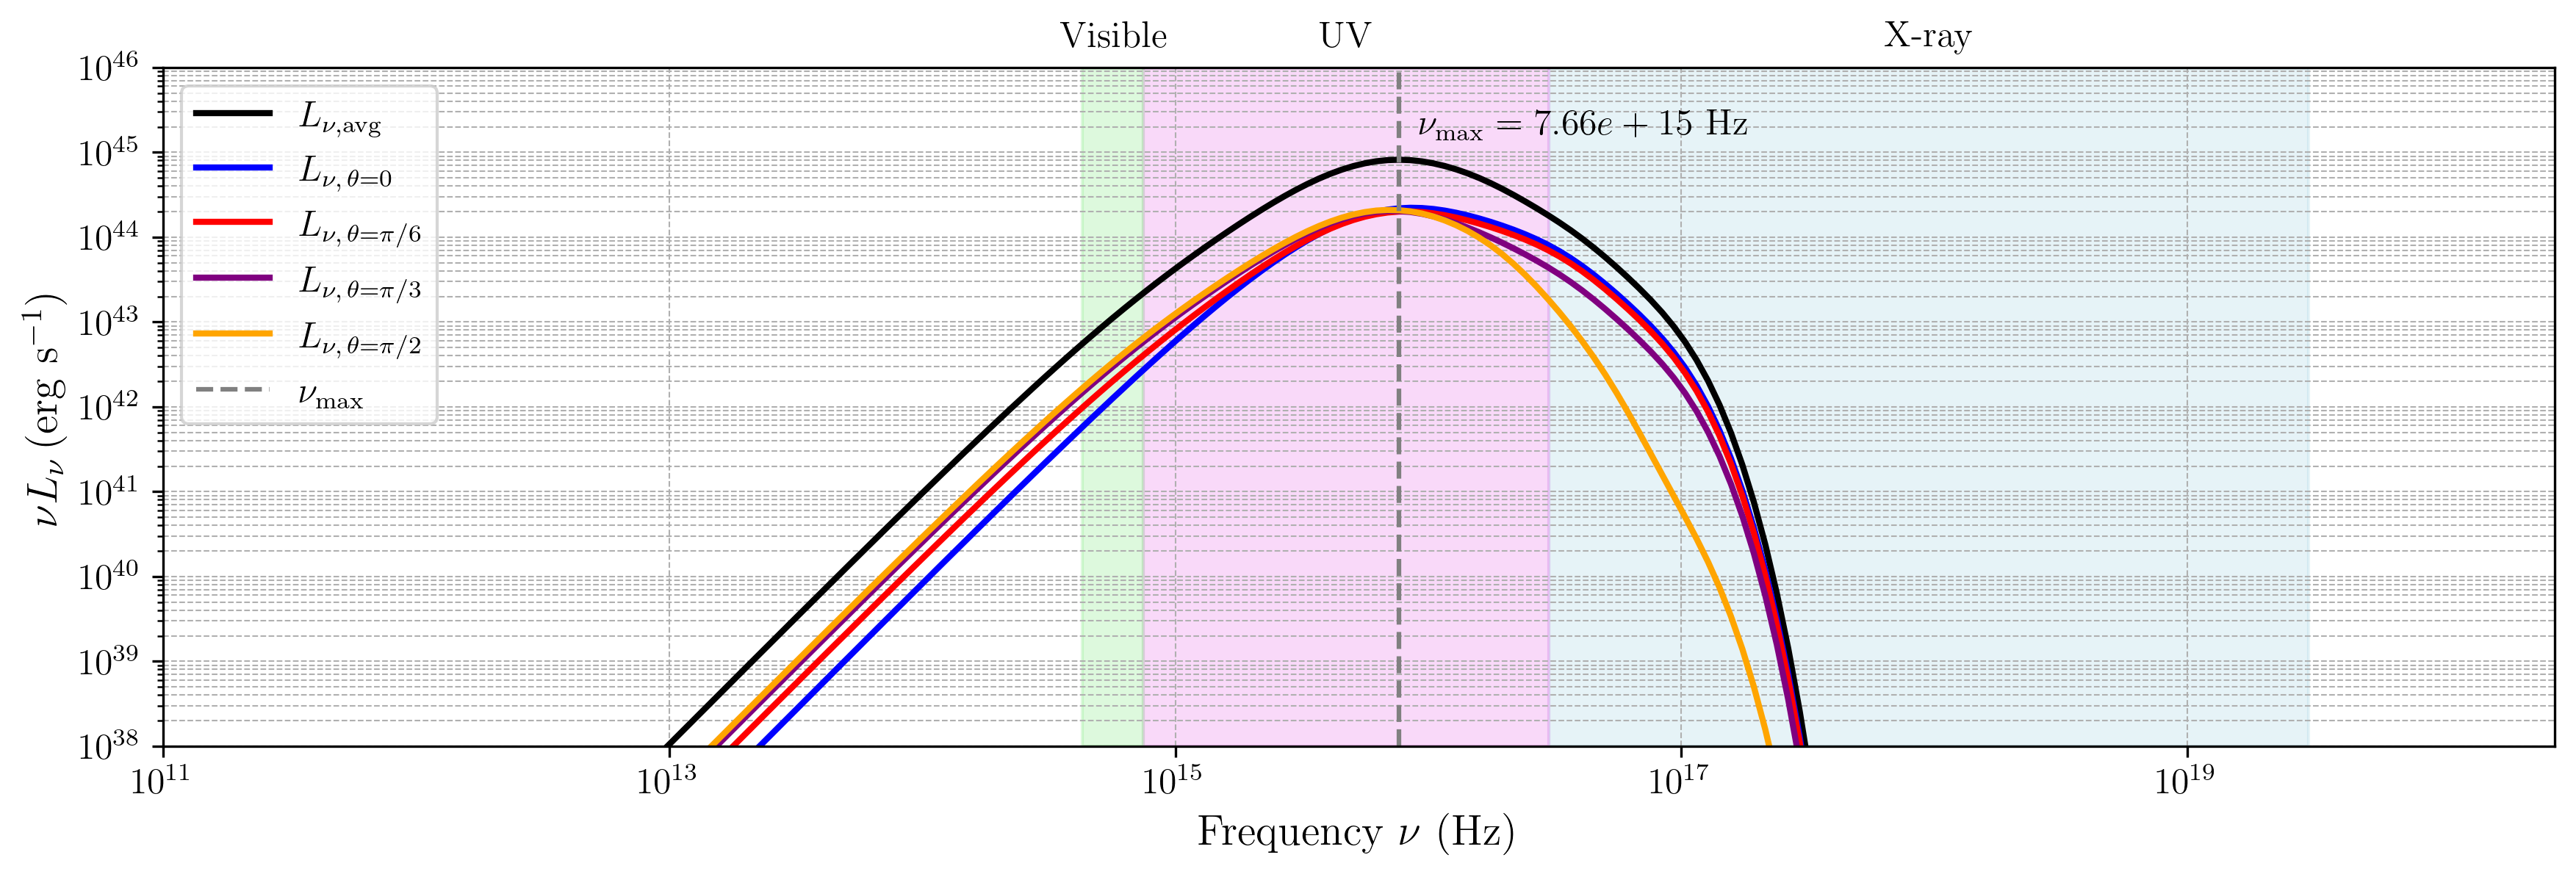 Visible UV X-ray
10^46
10^45
10^44
10^43
10^42
10^41
10^40
10^39
10^38
νL_ν (erg s^−1)
L_ν,avg
L_ν, θ=0
L_ν, θ=π/6
L_ν, θ=π/3
L_ν, θ=π/2
ν_max
ν_max = 7.66e + 15 Hz
10^11 10^13 10^15 10^17 10^19
Frequency ν (Hz)